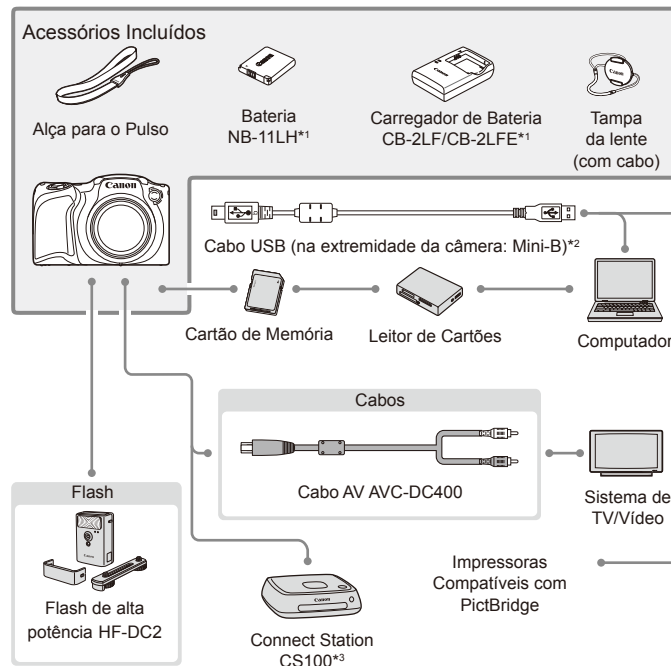 Acessórios Incluídos
Alça para o Pulso
Bateria
NB-11LH*1
Carregador de Bateria
CB-2LF/CB-2LFE*1
Tampa
da lente
(com cabo)
Canon
Cabo USB (na extremidade da câmera: Mini-B)*2
Cartão de Memória
Leitor de Cartões
Computador
Cabos
Cabo AV AVC-DC400
Sistema de
TV/Vídeo
Flash
Flash de alta
potência HF-DC2
Impressoras
Compatíveis com
PictBridge
Canon
Connect Station
CS100*3